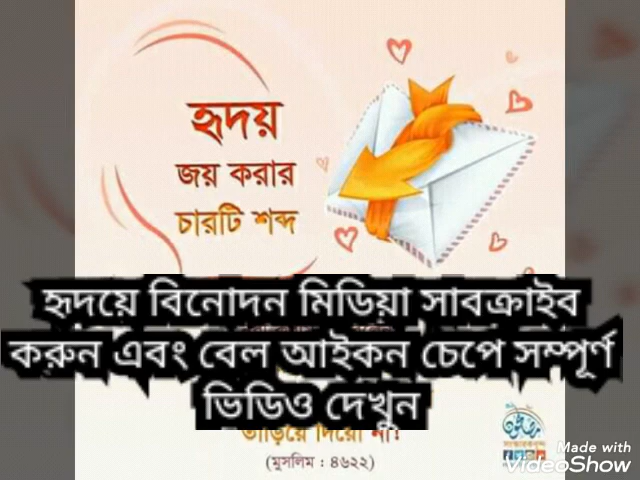 হৃদয়
জয় করার
চারটি শব্দ
হৃদয়ে বিনোদন মিডিয়া সাবক্রাইব
করুন এবং বেল আইকন চেপে সম্পূর্ণ
ভিডিও দেখুন
তাড়িয়ে দিয়ো না!
(মুসলিম : ৪৬২২)
Made with
VideoShow